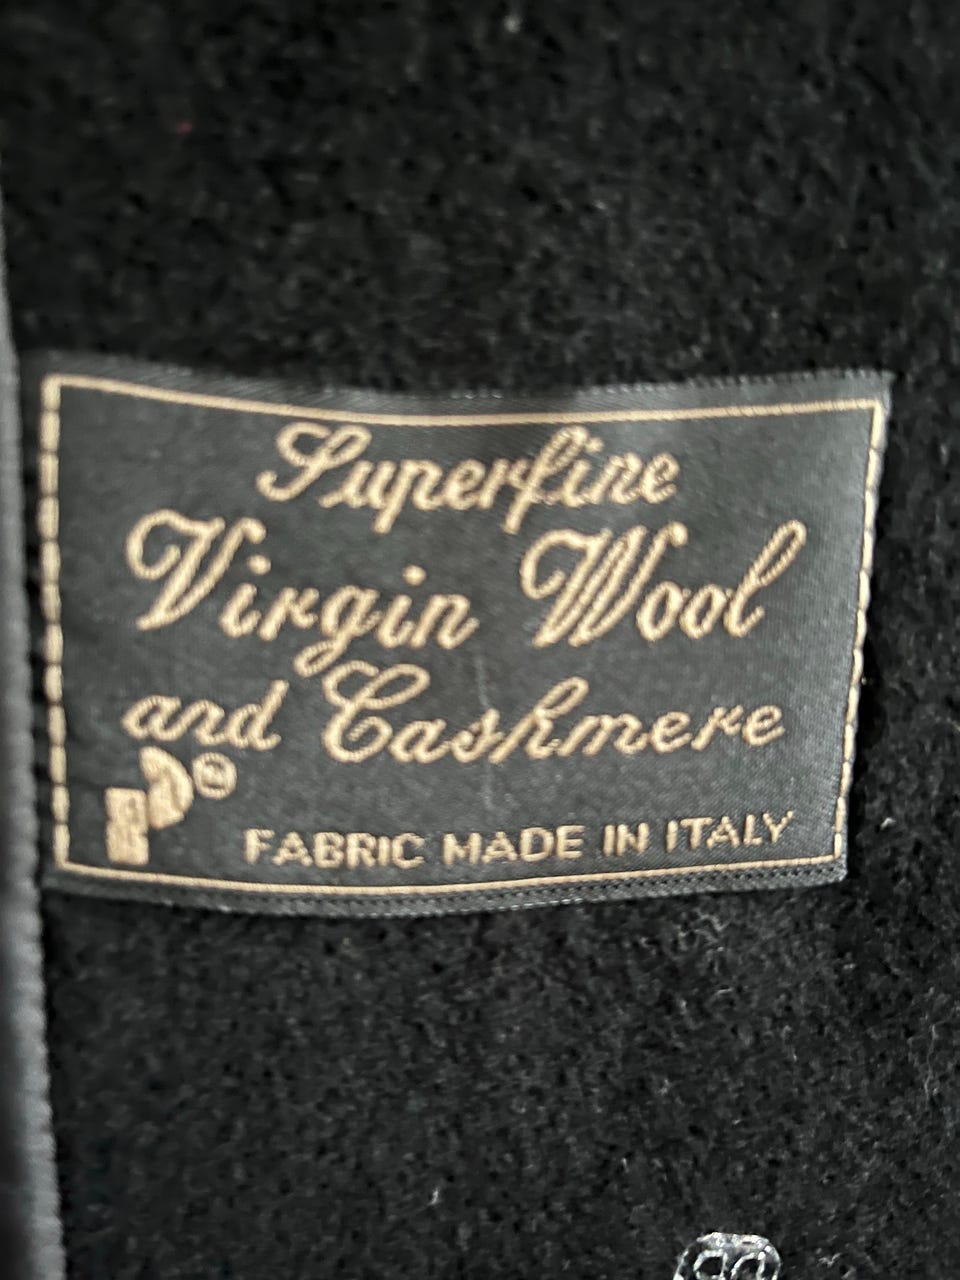 Superfine
Virgin Wool
and Cashmere
®
FABRIC MADE IN ITALY